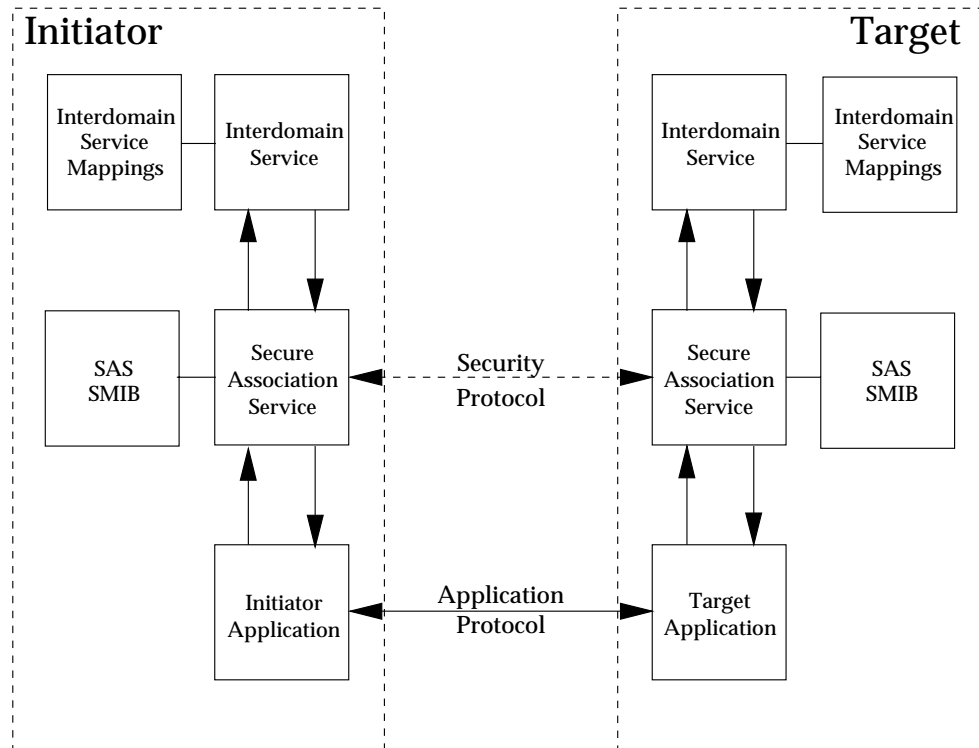 Initiator
Target
Interdomain
Service
Mappings
Interdomain
Service
Interdomain
Service
Interdomain
Service
Mappings
SAS
SMIB
Secure
Association
Service
Security
Protocol
Secure
Association
Service
SAS
SMIB
Initiator
Application
Application
Protocol
Target
Application